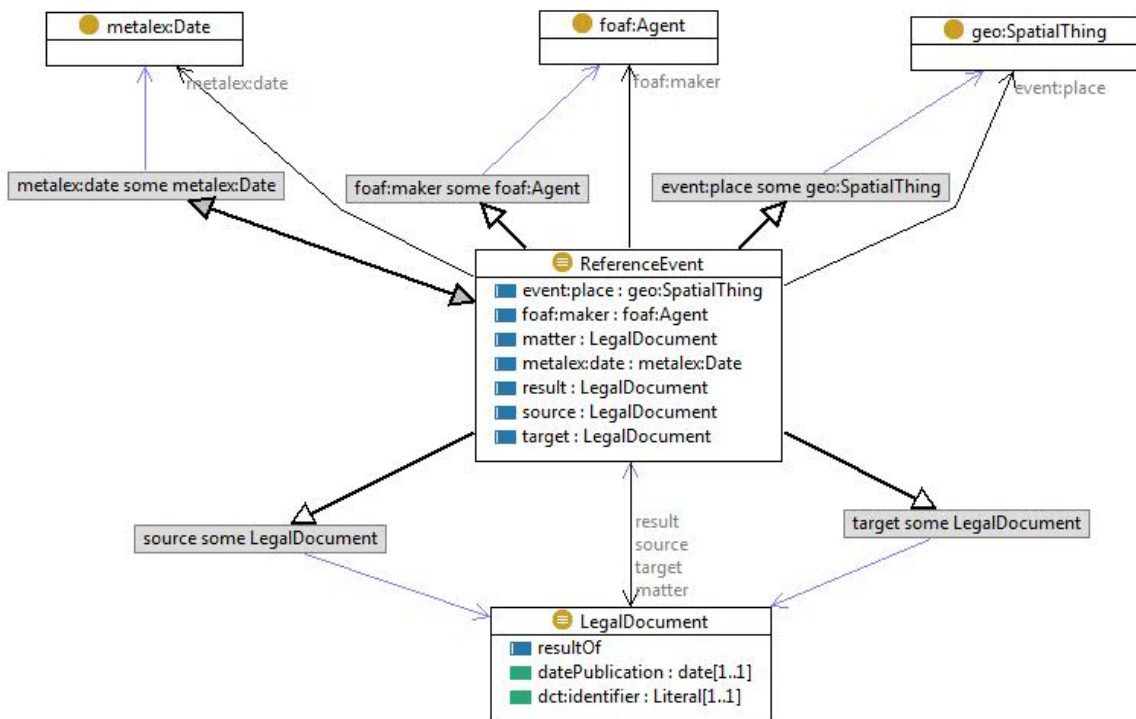 metalex:Date
foaf:Agent
geo:SpatialThing
metalex:date
foaf:maker
event:place
metalex:date some metalex:Date
foaf:maker some foaf:Agent
event:place some geo:SpatialThing
ReferenceEvent
event:place : geo:SpatialThing
foaf:maker : foaf:Agent
matter : LegalDocument
metalex:date : metalex:Date
result : LegalDocument
source : LegalDocument
target : LegalDocument
source some LegalDocument
result
source
target
matter
target some LegalDocument
LegalDocument
resultOf
datePublication : date[1..1]
dct:identifier : Literal[1..1]